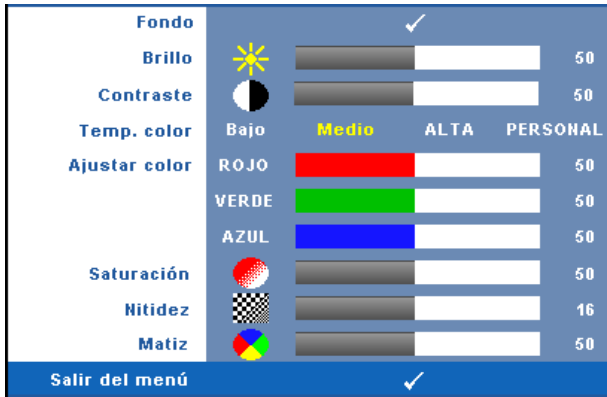 Fondo
Brillo 50
Contraste 50
Temp. color Bajo Medio ALTA PERSONAL
Ajustar color ROJO 50
VERDE 50
AZUL 50
Saturación 50
Nitidez 16
Matiz 50
Salir del menú